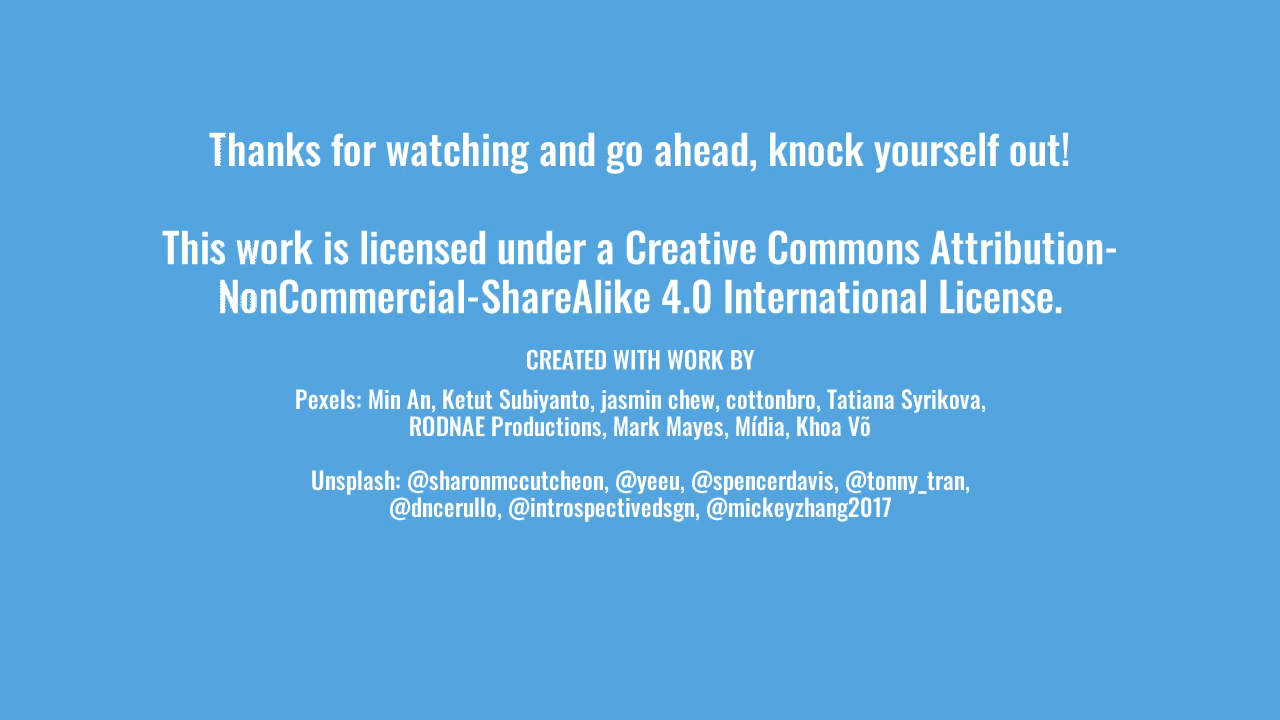 Thanks for watching and go ahead, knock yourself out!
This work is licensed under a Creative Commons Attribution-
NonCommercial-ShareAlike 4.0 International License.
CREATED WITH WORK BY
Pexels: Min An, Ketut Subiyanto, jasmin chew, cottonbro, Tatiana Syrikova,
RODNAE Productions, Mark Mayes, Mídia, Khoa Võ
Unsplash: @sharonmccutcheon, @yeeu, @spencerdavis, @tonny_tran,
@dncerullo, @introspectivedsgn, @mickeyzhang2017